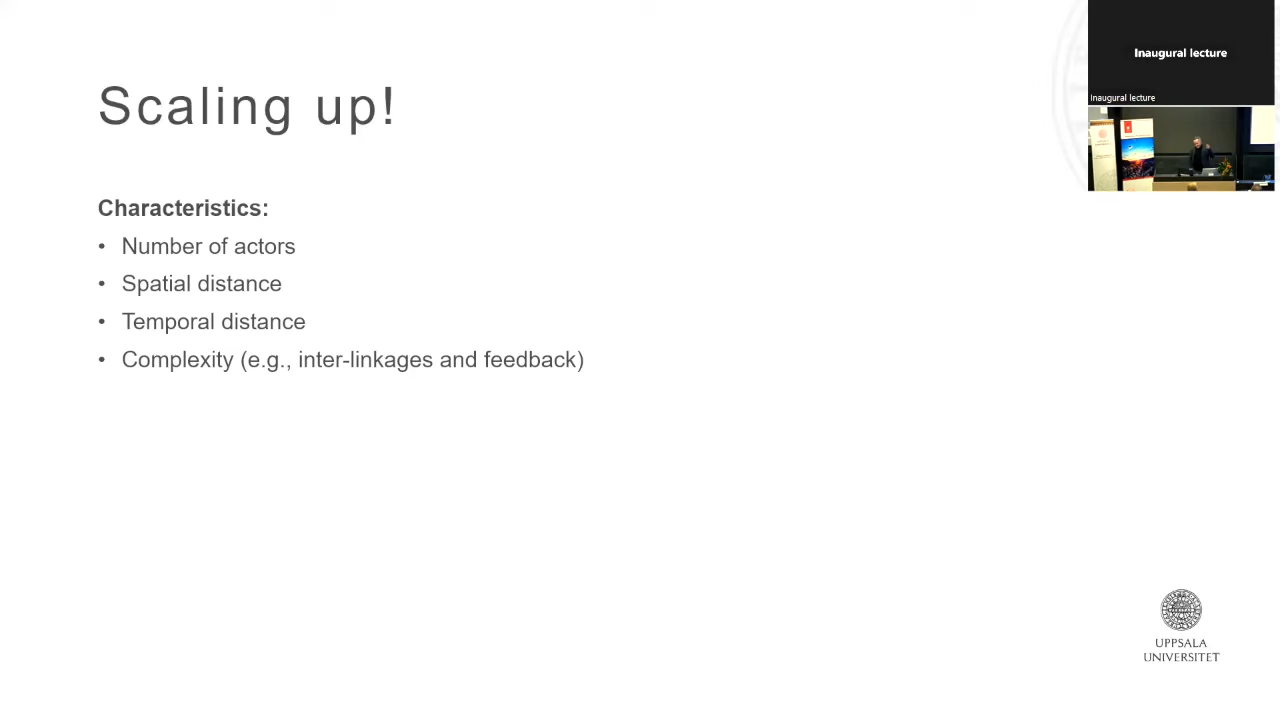 Scaling up!
Characteristics:
• Number of actors
• Spatial distance
• Temporal distance
• Complexity (e.g., inter-linkages and feedback)
Inaugural lecture
Inaugural lecture
UPPSALA
UNIVERSITET